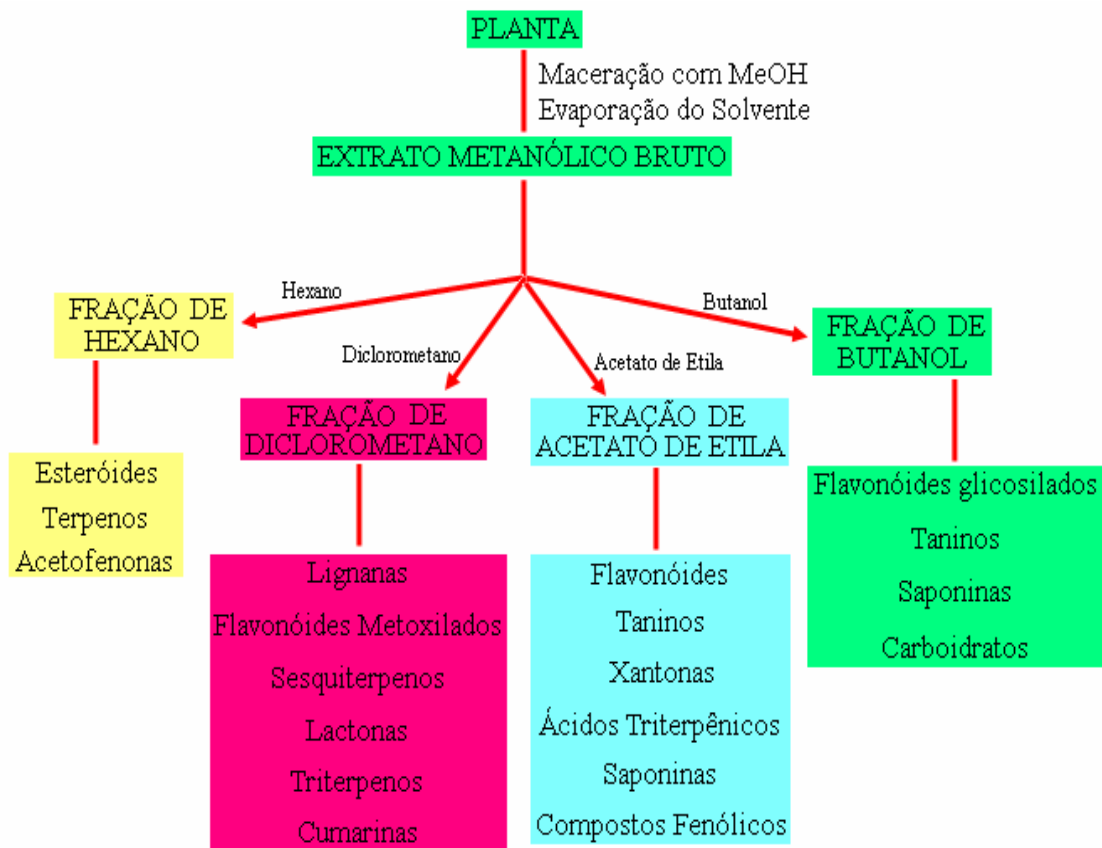 PLANTA
Maceração com MeOH
Evaporação do Solvente
EXTRATO METANÓLICO BRUTO
Hexano
Diclorometano
Acetato de Etila
Butanol
FRAÇÃO DE
HEXANO
Esteróides
Terpenos
Acetofenonas
FRAÇÃO DE
DICLOROMETANO
Lignanas
Flavonóides Metoxilados
Sesquiterpenos
Lactonas
Triterpenos
Cumarinas
FRAÇÃO DE
ACETATO DE ETILA
Flavonóides
Taninos
Xantonas
Ácidos Triterpênicos
Saponinas
Compostos Fenólicos
FRAÇÃO DE
BUTANOL
Flavonóides glicosilados
Taninos
Saponinas
Carboidratos